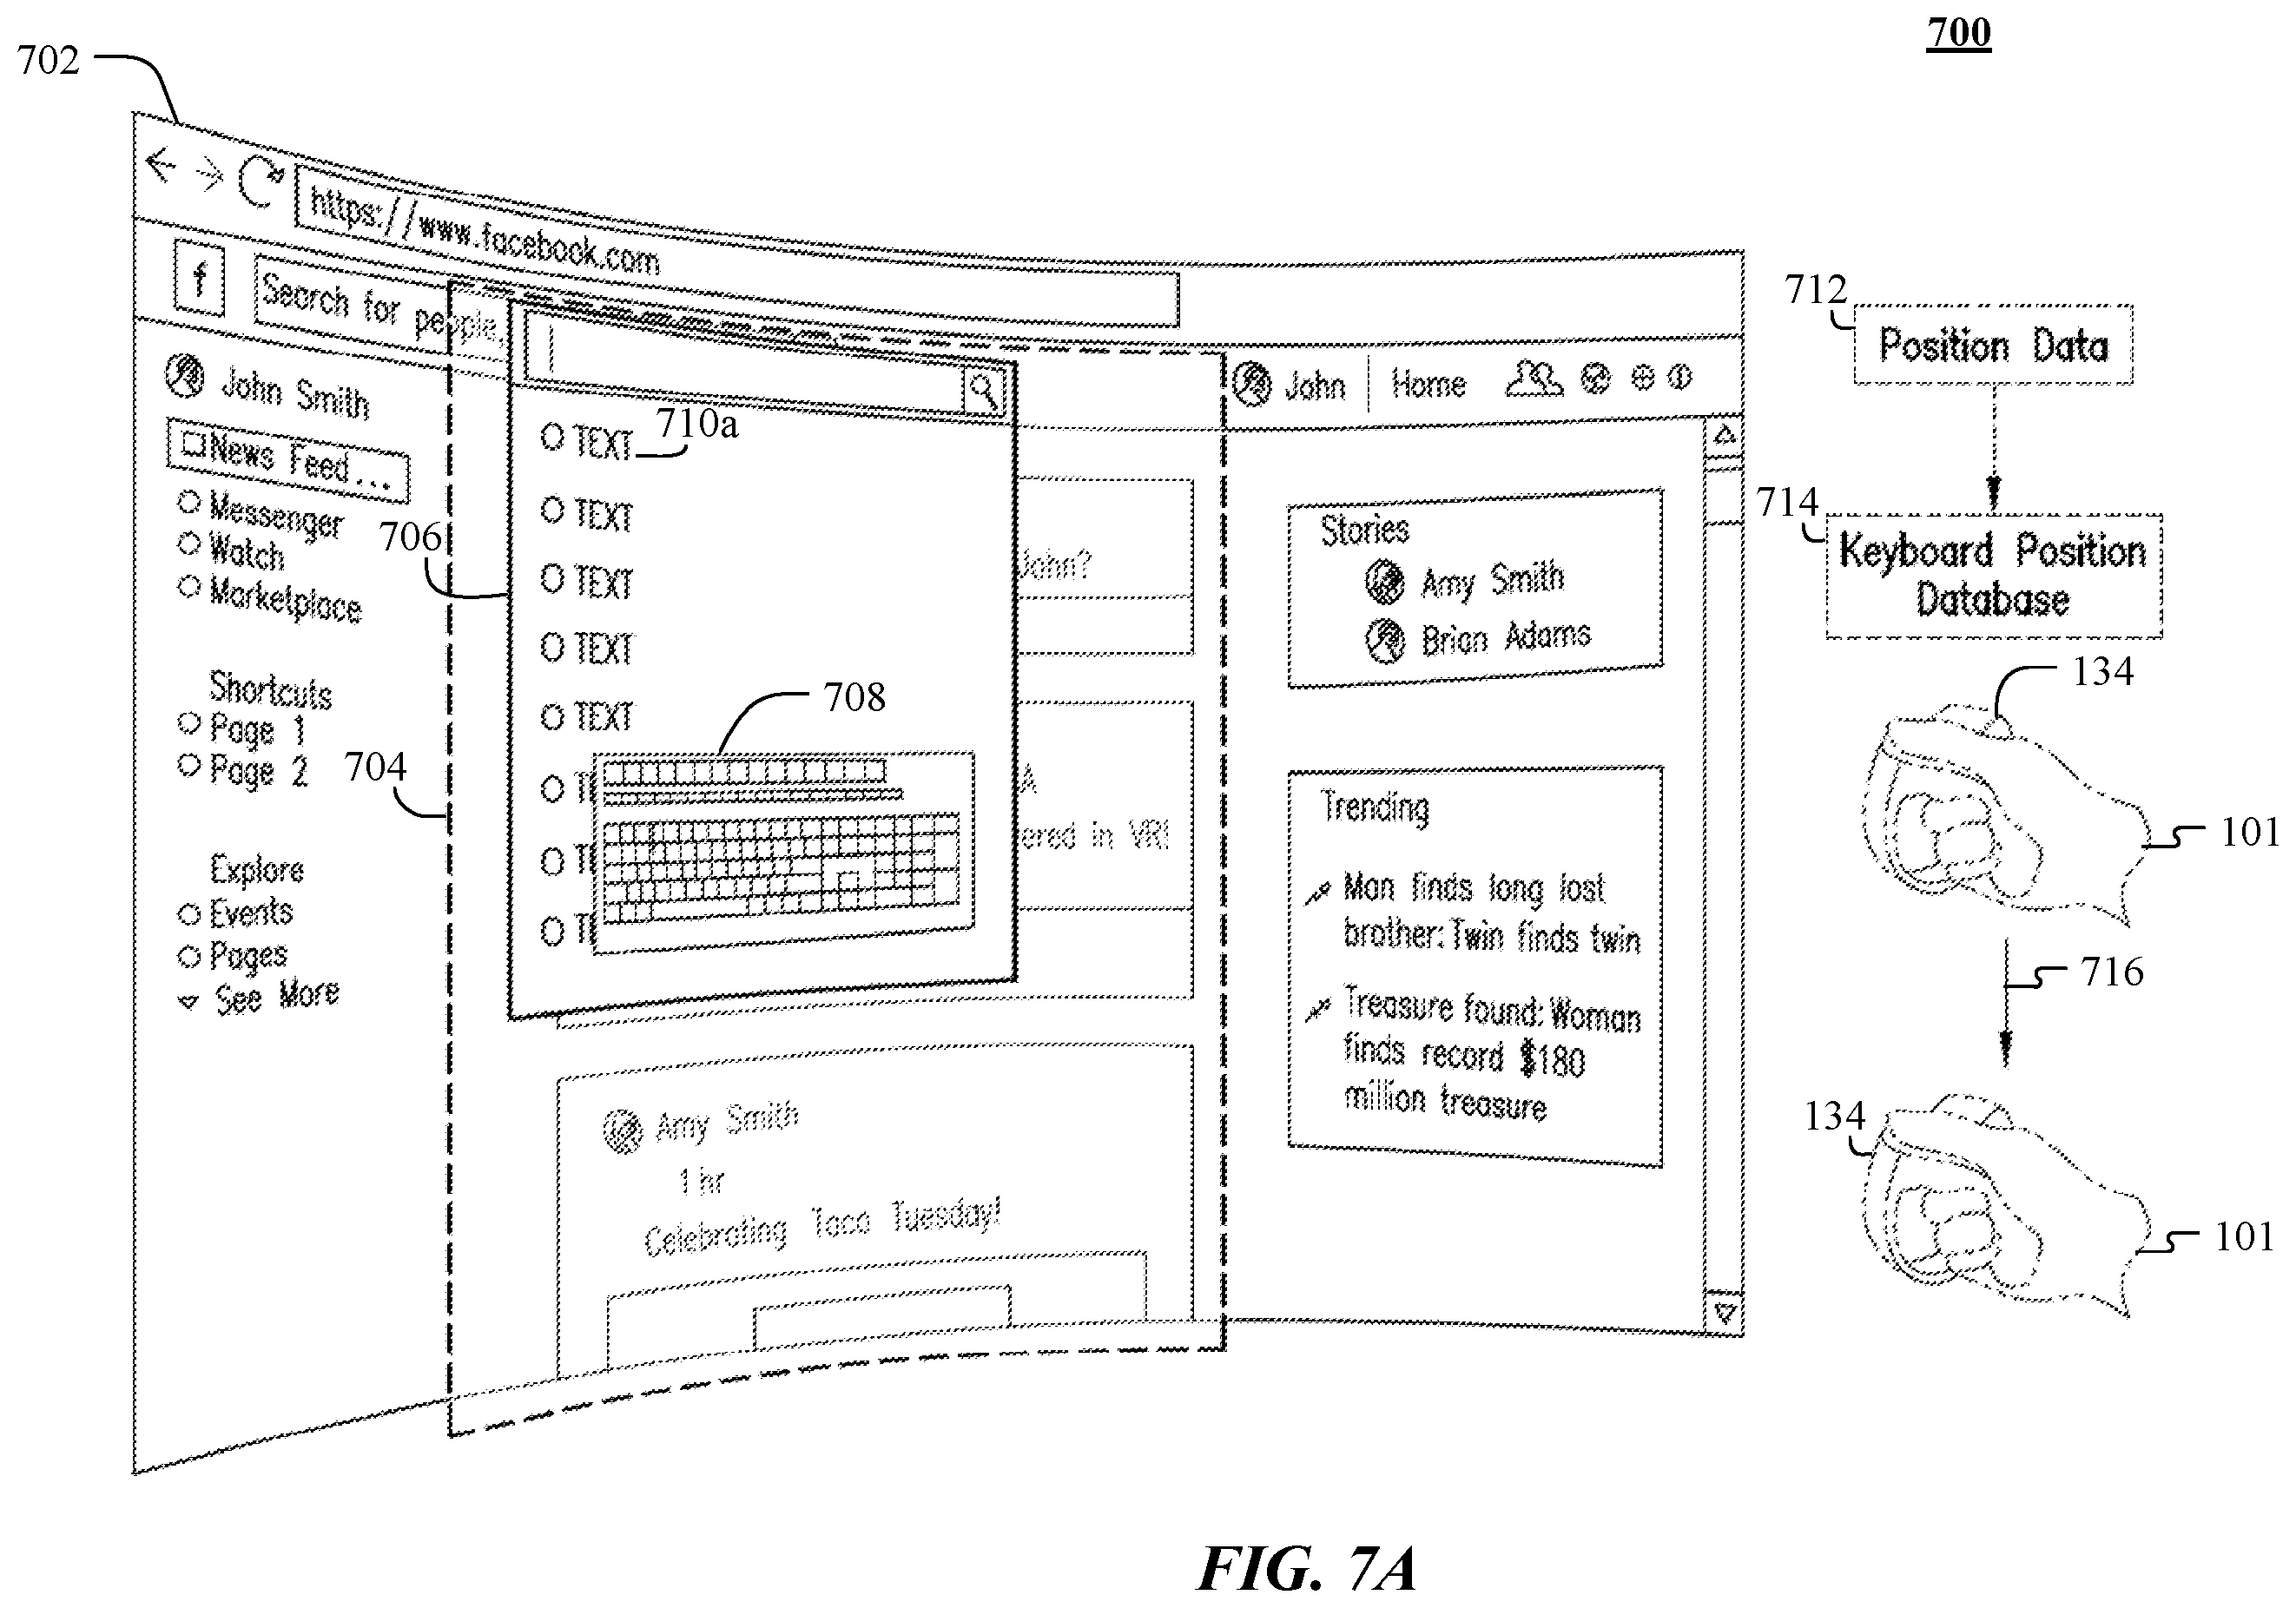 700
702
https://www.facebook.com
f
Search for people,
John Smith
News Feed...
Messenger
Watch
Marketplace
Shortcuts
Page 1
Page 2
Explore
Events
Pages
See More
704
706
TEXT
710a
TEXT
TEXT
TEXT
TEXT
708
John?
A
ered in VR!
Amy Smith
1 hr
Celebrating Taco Tuesday!
John
Home
Stories
Amy Smith
Brian Adams
Trending
Man finds long lost
brother: Twin finds twin
Treasure found: Woman
finds record $180
million treasure
712
Position Data
714
Keyboard Position
Database
134
101
716
134
101
FIG. 7A